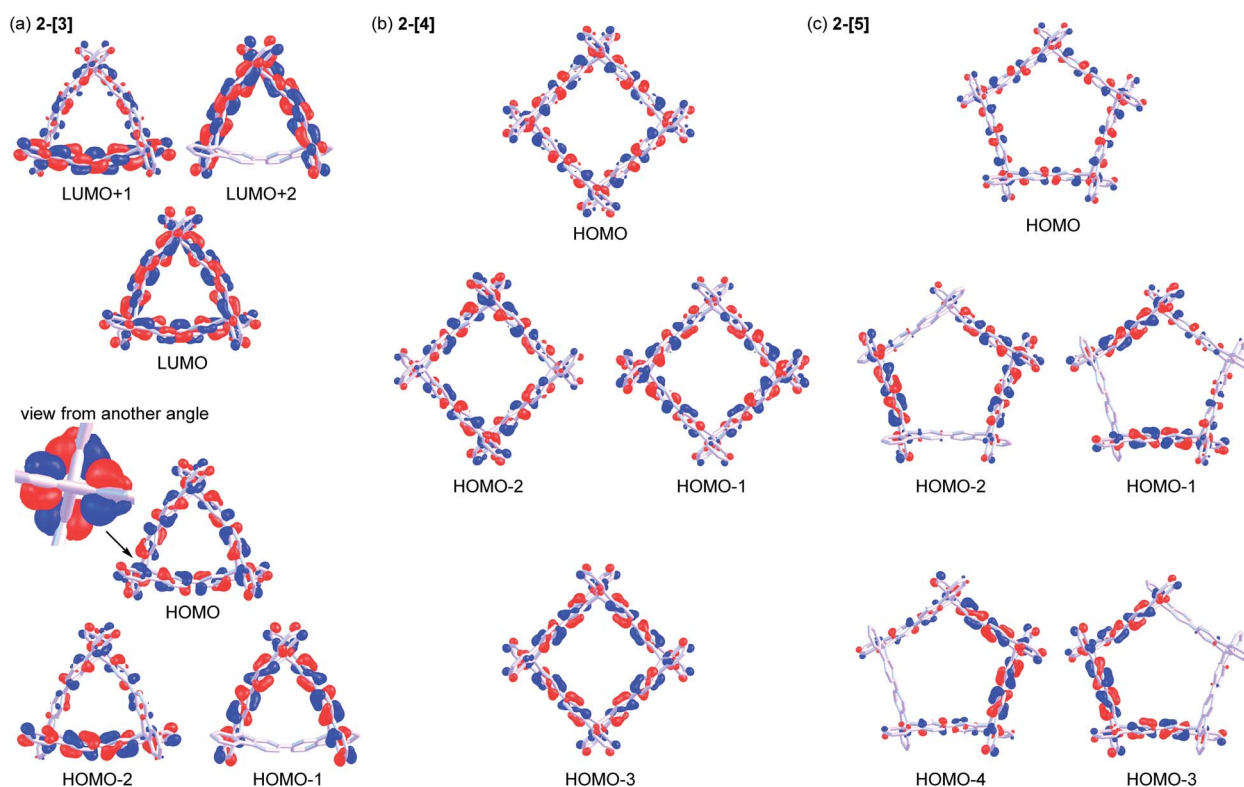 (a) 2-[3]
LUMO+1
LUMO+2
LUMO
view from another angle
HOMO
HOMO-2
HOMO-1
(b) 2-[4]
HOMO
HOMO-2
HOMO-1
HOMO-3
(c) 2-[5]
HOMO
HOMO-2
HOMO-1
HOMO-4
HOMO-3